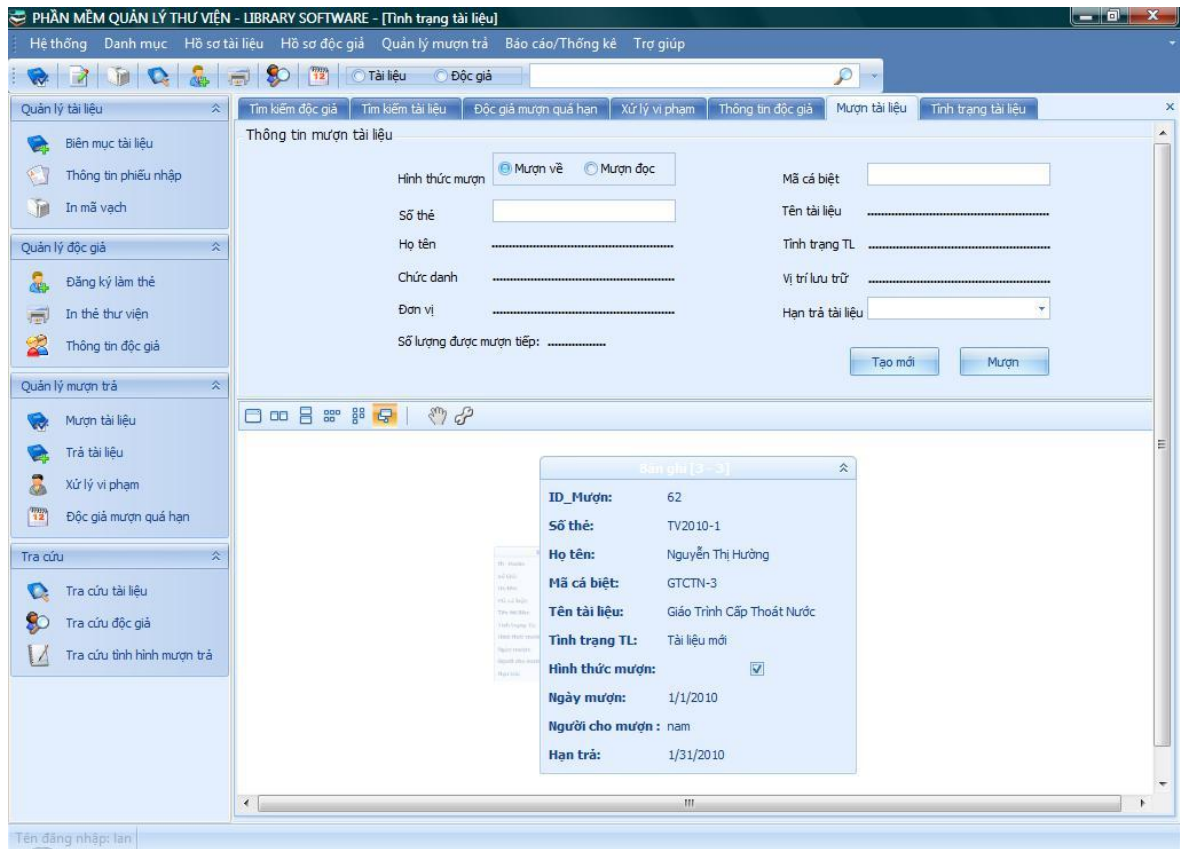 PHẦN MỀM QUẢN LÝ THƯ VIỆN - LIBRARY SOFTWARE - [Tình trạng tài liệu]
Hệ thống Danh mục Hồ sơ tài liệu Hồ sơ độc giả Quản lý mượn trả Báo cáo/Thống kê Trợ giúp
12 Tài liệu Độc giả
Quản lý tài liệu
Biên mục tài liệu
Thông tin phiếu nhập
In mã vạch
Quản lý độc giả
Đăng ký làm thẻ
In thẻ thư viện
Thông tin độc giả
Quản lý mượn trả
Mượn tài liệu
Trả tài liệu
Xử lý vi phạm
12 Độc giả mượn quá hạn
Tra cứu
Tra cứu tài liệu
Tra cứu độc giả
Tra cứu tình hình mượn trả
Tìm kiếm độc giả Tìm kiếm tài liệu Độc giả mượn quá hạn Xử lý vi phạm Thông tin độc giả Mượn tài liệu Tình trạng tài liệu
Thông tin mượn tài liệu
Hình thức mượn Mượn về Mượn đọc
Số thẻ
Họ tên ........................................................
Chức danh ........................................................
Đơn vị ........................................................
Số lượng được mượn tiếp: ..................
Mã cá biệt
Tên tài liệu ........................................................
Tình trạng TL ........................................................
Vị trí lưu trữ ........................................................
Hạn trả tài liệu
Tạo mới Mượn
Bản ghi [3 - 3]
ID_Mượn: 62
Số thẻ: TV2010-1
Họ tên: Nguyễn Thị Hường
Mã cá biệt: GTCTN-3
Tên tài liệu: Giáo Trình Cấp Thoát Nước
Tình trạng TL: Tài liệu mới
Hình thức mượn:
Ngày mượn: 1/1/2010
Người cho mượn : nam
Hạn trả: 1/31/2010
Tên đăng nhập: lan